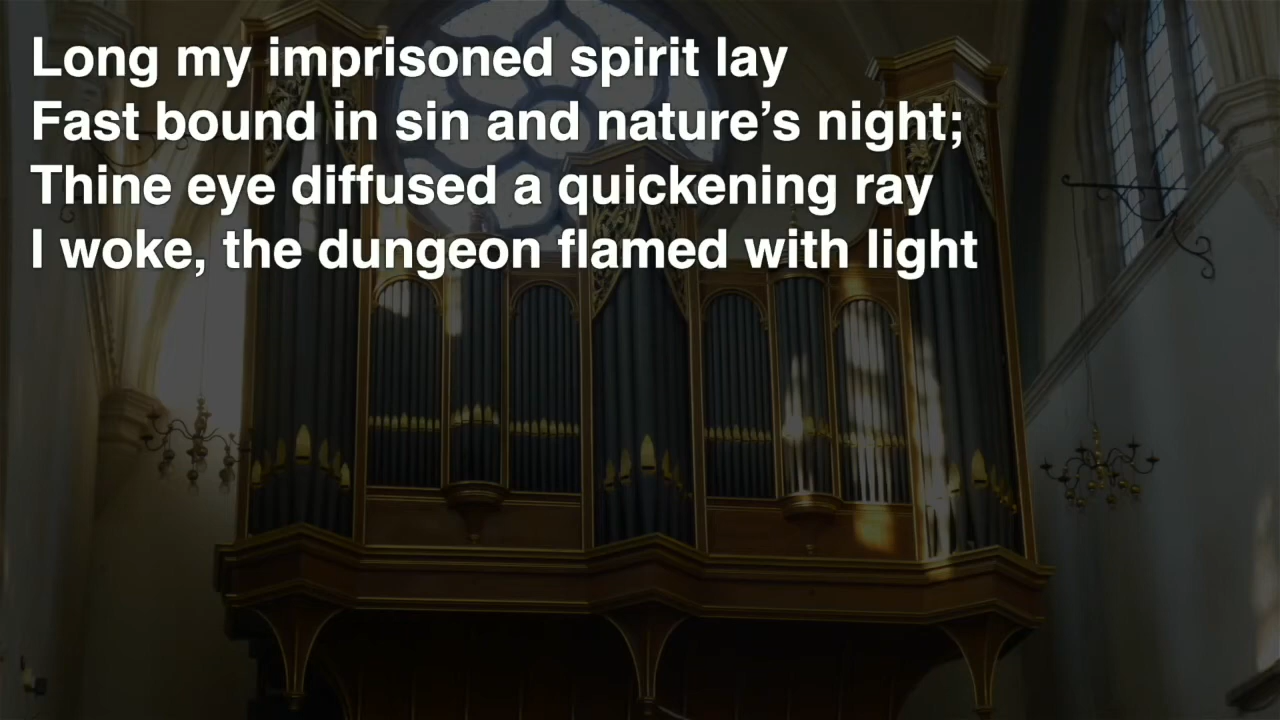 Long my imprisoned spirit lay
Fast bound in sin and nature’s night;
Thine eye diffused a quickening ray
I woke, the dungeon flamed with light